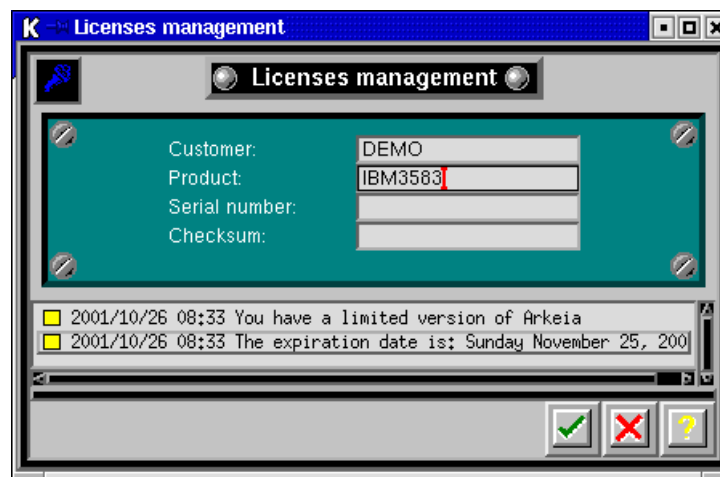 Licenses management
Licenses management
Customer: DEMO
Product: IBM3583
Serial number:
Checksum:
2001/10/26 08:33 You have a limited version of Arkeia
2001/10/26 08:33 The expiration date is: Sunday November 25, 200
?